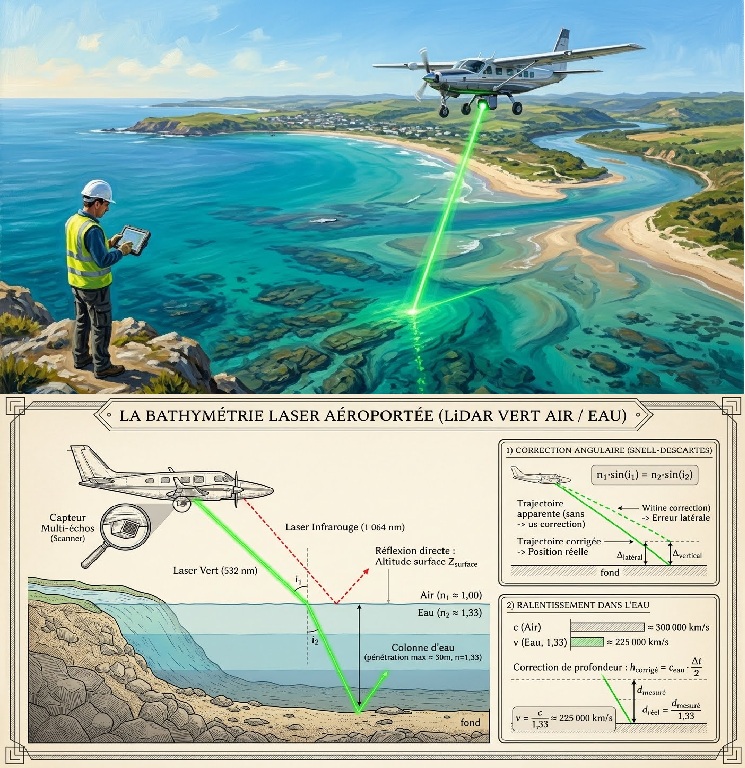 LA BATHYMÉTRIE LASER AÉROPORTÉE (LiDAR VERT AIR / EAU)
Capteur
Multi-échos
(Scanner)
Laser Infrarouge (1 064 nm)
Laser Vert (532 nm)
Réflexion directe :
Altitude surface Zsurface
i₁
Air (n₁ ≈ 1,00)
Eau (n₂ ≈ 1,33)
i₂
Colonne d'eau
(pénétration max ≈ 30m, n=1,33)
fond
1) CORRECTION ANGULAIRE (SNELL-DESCARTES)
n₁·sin(i₁) = n₂·sin(i₂)
Trajectoire
apparente (sans
-> us correction)
Witine correction)
-> Erreur latérale
Trajectoire corrigée
-> Position réelle
Δlatéral
Δvertical
fond
2) RALENTISSEMENT DANS L'EAU
c (Air) ≈ 300 000 km/s
v (Eau, 1,33) ≈ 225 000 km/s
Correction de profondeur : hcorrigé = ceau · Δt/2
dmesuré
dréel = dmesuré/1,33
v = c/1,33 ≈ 225 000 km/s